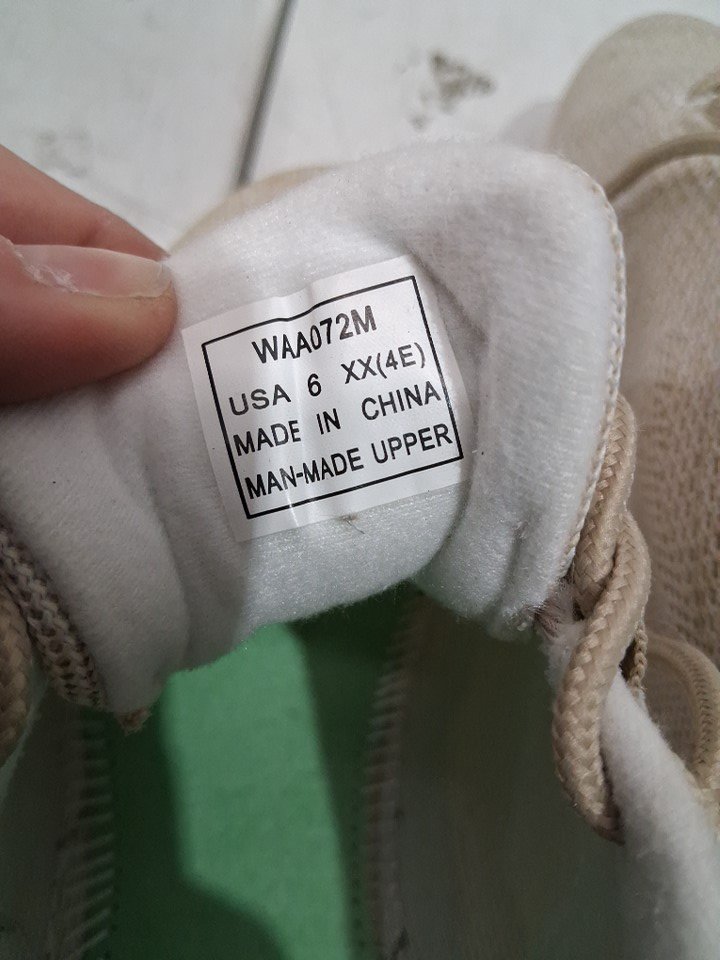 WAA072M
USA 6 XX(4E)
MADE IN CHINA
MAN-MADE UPPER